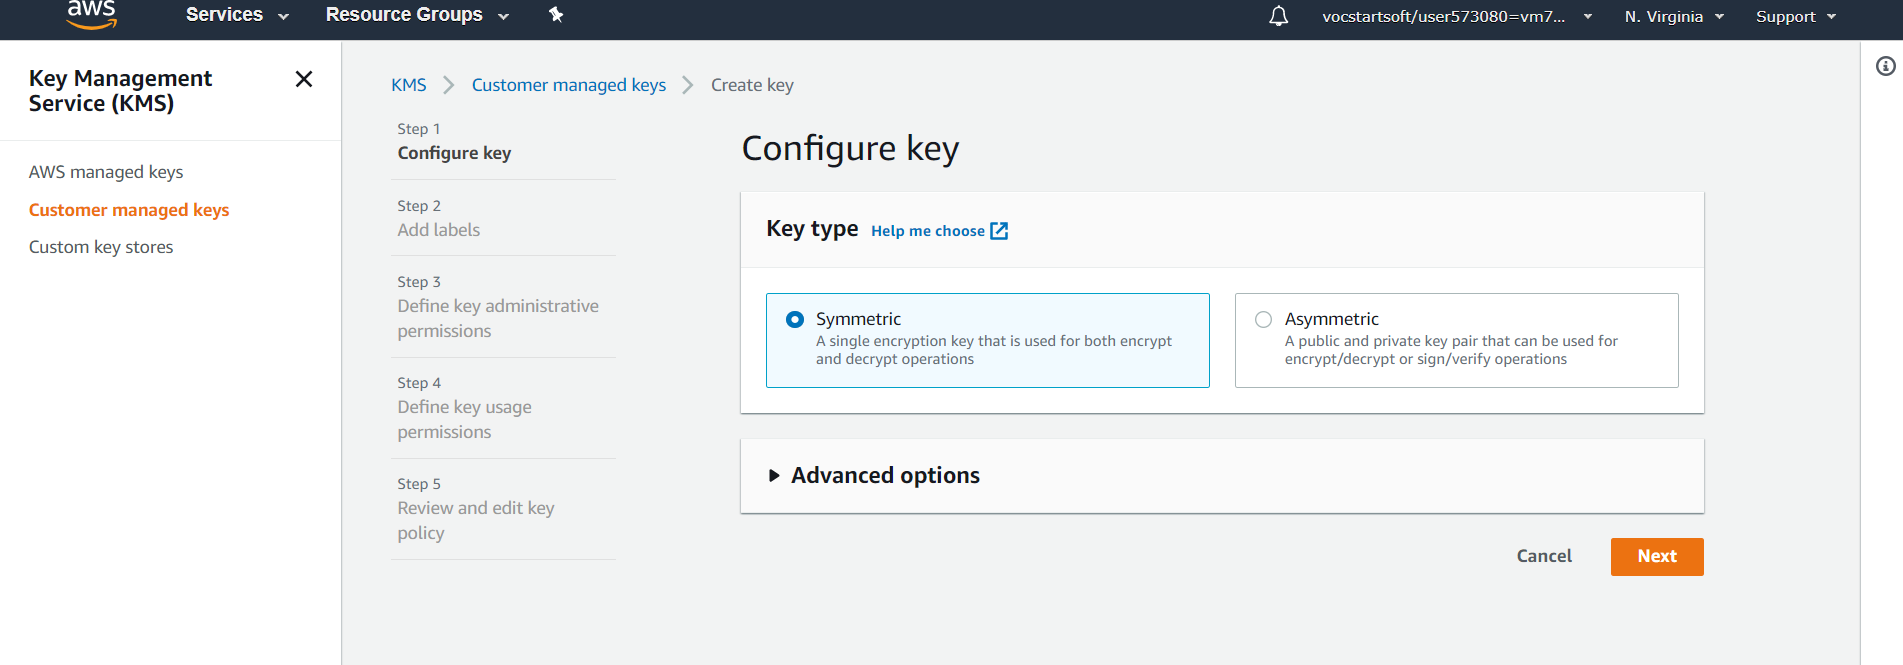 aws
Services
Resource Groups
vocstartsoft/user573080=vm7...
N. Virginia
Support
Key Management
Service (KMS)
AWS managed keys
Customer managed keys
Custom key stores
KMS
Customer managed keys
Create key
Step 1
Configure key
Step 2
Add labels
Step 3
Define key administrative
permissions
Step 4
Define key usage
permissions
Step 5
Review and edit key
policy
Configure key
Key type
Help me choose
Symmetric
A single encryption key that is used for both encrypt
and decrypt operations
Asymmetric
A public and private key pair that can be used for
encrypt/decrypt or sign/verify operations
Advanced options
Cancel
Next